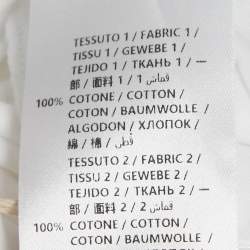 TESSUTO 1 / FABRIC 1 /
TISSU 1 / GEWEBE 1 /
TEJIDO 1 / ТКАНЬ 1 / 一
部 / 面料 1 / قماش 1 /
100% COTONE / COTTON /
COTON / BAUMWOLLE /
ALGODON / ХЛОПОК /
綿 / 棉 / قطن /
TESSUTO 2 / FABRIC 2 /
TISSU 2 / GEWEBE 2 /
TEJIDO 2 / ТКАНЬ 2 / 一
部 / 面料 2 / قماش 2 /
100% COTONE / COTTON /
COTON / BAUMWOLLE /